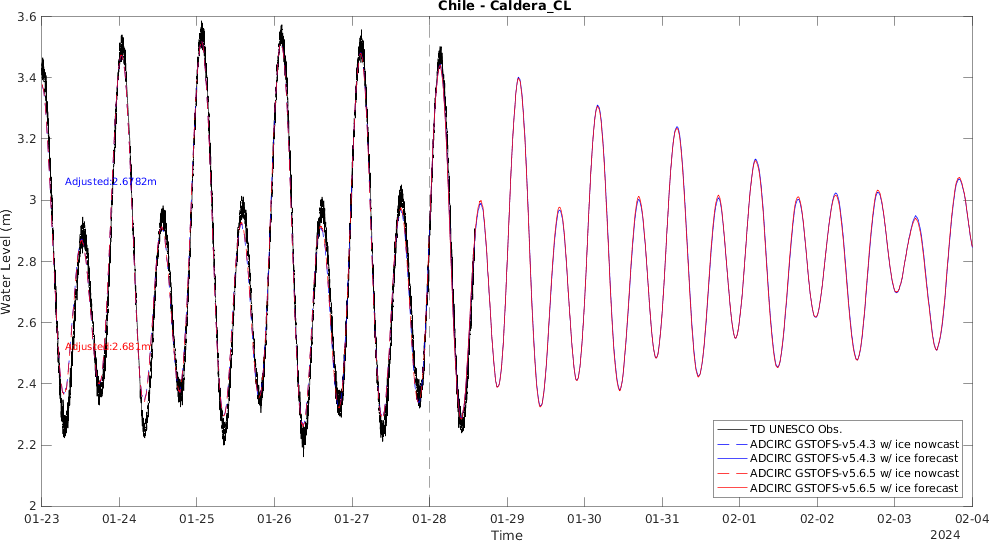 Chile - Caldera_CL
3.6
3.4
3.2
3
2.8
2.6
2.4
2.2
2
Water Level (m)
Adjusted:2.6782m
Adjusted:2.681m
TD UNESCO Obs.
ADCIRC GSTOFS-v5.4.3 w/ ice nowcast
ADCIRC GSTOFS-v5.4.3 w/ ice forecast
ADCIRC GSTOFS-v5.6.5 w/ ice nowcast
ADCIRC GSTOFS-v5.6.5 w/ ice forecast
01-23 01-24 01-25 01-26 01-27 01-28 01-29 01-30 01-31 02-01 02-02 02-03 02-04
Time
2024